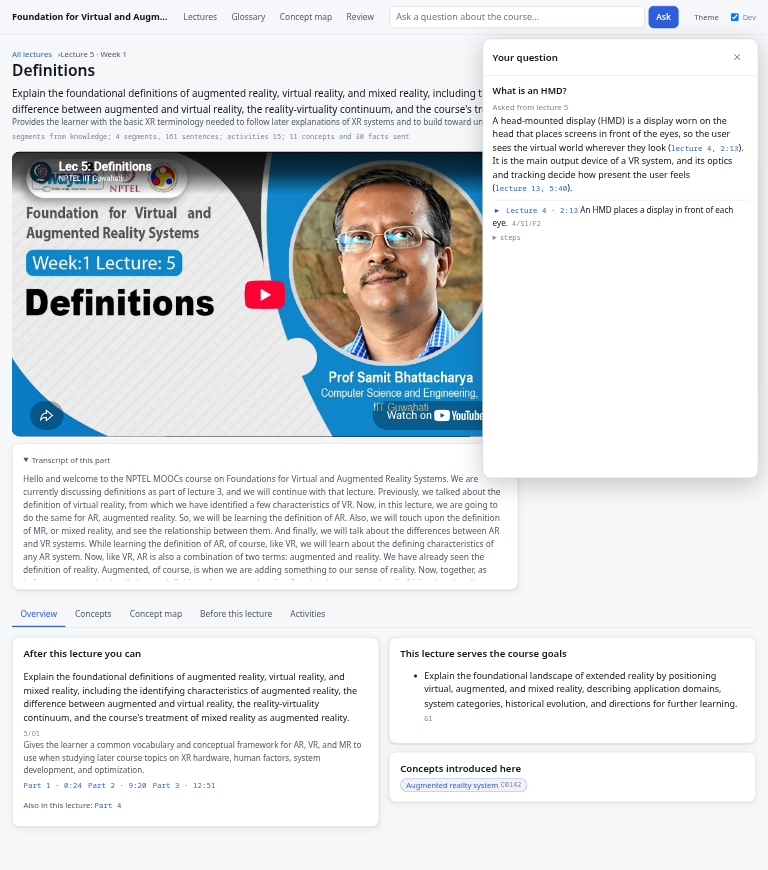 Foundation for Virtual and Augm...
Lectures
Glossary
Concept map
Review
Ask a question about the course...
Ask
Theme
Dev
All lectures ›Lecture 5 · Week 1
Definitions
Explain the foundational definitions of augmented reality, virtual reality, and mixed reality, including t
difference between augmented and virtual reality, the reality-virtuality continuum, and the course's tr
Provides the learner with the basic XR terminology needed to follow later explanations of XR systems and to build toward un
segments from knowledge; 4 segments, 161 sentences; activities 15; 11 concepts and 30 facts sent
Lec 5: Definitions
NPTEL IIT Guwahati
NPTEL
Foundation for Virtual and
Augmented Reality Systems
Week:1 Lecture: 5
Definitions
Prof Samit Bhattacharya
Computer Science and Engineering,
IIT Guwahati
Watch on YouTube
Your question
×
What is an HMD?
Asked from lecture 5
A head-mounted display (HMD) is a display worn on the
head that places screens in front of the eyes, so the user
sees the virtual world wherever they look (lecture 4, 2:13).
It is the main output device of a VR system, and its optics
and tracking decide how present the user feels
(lecture 13, 5:40).
► Lecture 4 · 2:13 An HMD places a display in front of each
eye. 4/S1/F2
▶ steps
▼ Transcript of this part
Hello and welcome to the NPTEL MOOCs course on Foundations for Virtual and Augmented Reality Systems. We are
currently discussing definitions as part of lecture 3, and we will continue with that lecture. Previously, we talked about the
definition of virtual reality, from which we have identified a few characteristics of VR. Now, in this lecture, we are going to
do the same for AR, augmented reality. So, we will be learning the definition of AR. Also, we will touch upon the definition
of MR, or mixed reality, and see the relationship between them. And finally, we will talk about the differences between AR
and VR systems. While learning the definition of AR, of course, like VR, we will learn about the defining characteristics of
any AR system. Now, like VR, AR is also a combination of two terms: augmented and reality. We have already seen the
definition of reality. Augmented, of course, is when we are adding something to our sense of reality. Now, together, as
Overview
Concepts
Concept map
Before this lecture
Activities
After this lecture you can
Explain the foundational definitions of augmented reality, virtual reality, and
mixed reality, including the identifying characteristics of augmented reality, the
difference between augmented and virtual reality, the reality-virtuality
continuum, and the course's treatment of mixed reality as augmented reality.
5/O1
Gives the learner a common vocabulary and conceptual framework for AR, VR, and MR to
use when studying later course topics on XR hardware, human factors, system
development, and optimization.
Part 1 · 0:24 Part 2 · 9:20 Part 3 · 12:51
Also in this lecture: Part 4
This lecture serves the course goals
• Explain the foundational landscape of extended reality by positioning
virtual, augmented, and mixed reality, describing application domains,
system categories, historical evolution, and directions for further learning.
G1
Concepts introduced here
Augmented reality system C0142